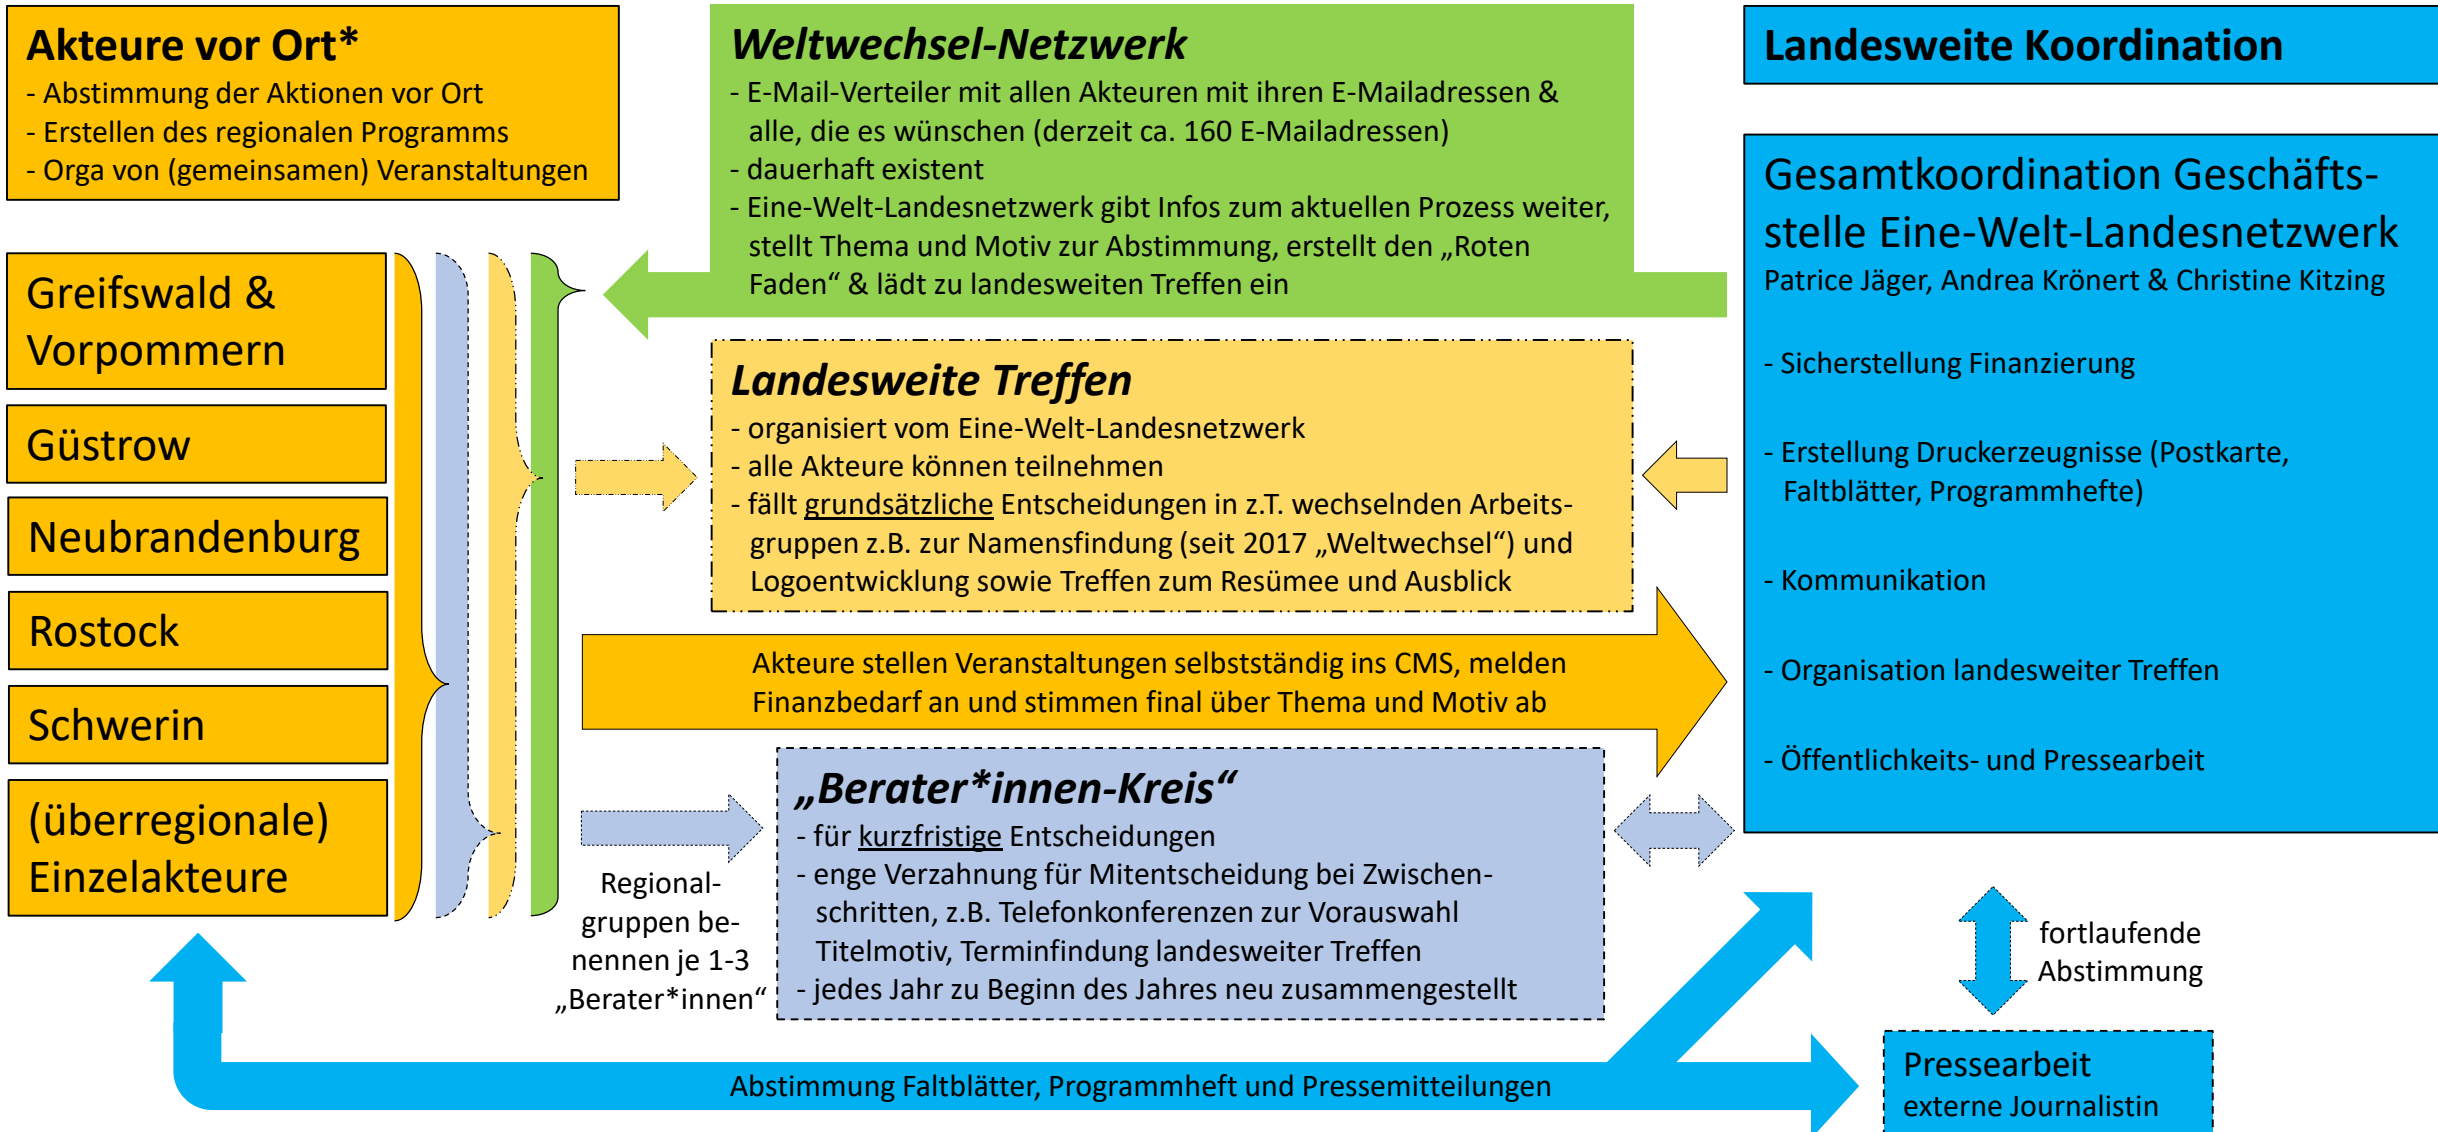 Akteure vor Ort*
- Abstimmung der Aktionen vor Ort
- Erstellen des regionalen Programms
- Orga von (gemeinsamen) Veranstaltungen
Greifswald &
Vorpommern
Güstrow
Neubrandenburg
Rostock
Schwerin
(überregionale)
Einzelakteure
Weltwechsel-Netzwerk
- E-Mail-Verteiler mit allen Akteuren mit ihren E-Mailadressen &
alle, die es wünschen (derzeit ca. 160 E-Mailadressen)
- dauerhaft existent
- Eine-Welt-Landesnetzwerk gibt Infos zum aktuellen Prozess weiter,
stellt Thema und Motiv zur Abstimmung, erstellt den „Roten
Faden“ & lädt zu landesweiten Treffen ein
Landesweite Treffen
- organisiert vom Eine-Welt-Landesnetzwerk
- alle Akteure können teilnehmen
- fällt grundsätzliche Entscheidungen in z.T. wechselnden Arbeits-
gruppen z.B. zur Namensfindung (seit 2017 „Weltwechsel“) und
Logoentwicklung sowie Treffen zum Resümee und Ausblick
Akteure stellen Veranstaltungen selbstständig ins CMS, melden
Finanzbedarf an und stimmen final über Thema und Motiv ab
Regional-
gruppen be-
nennen je 1-3
„Berater*innen“
„Berater*innen-Kreis“
- für kurzfristige Entscheidungen
- enge Verzahnung für Mitentscheidung bei Zwischen-
schritten, z.B. Telefonkonferenzen zur Vorauswahl
Titelmotiv, Terminfindung landesweiter Treffen
- jedes Jahr zu Beginn des Jahres neu zusammengestellt
Abstimmung Faltblätter, Programmheft und Pressemitteilungen
Landesweite Koordination
Gesamtkoordination Geschäfts-
stelle Eine-Welt-Landesnetzwerk
Patrice Jäger, Andrea Krönert & Christine Kitzing
- Sicherstellung Finanzierung
- Erstellung Druckerzeugnisse (Postkarte,
Faltblätter, Programmhefte)
- Kommunikation
- Organisation landesweiter Treffen
- Öffentlichkeits- und Pressearbeit
fortlaufende
Abstimmung
Pressearbeit
externe Journalistin